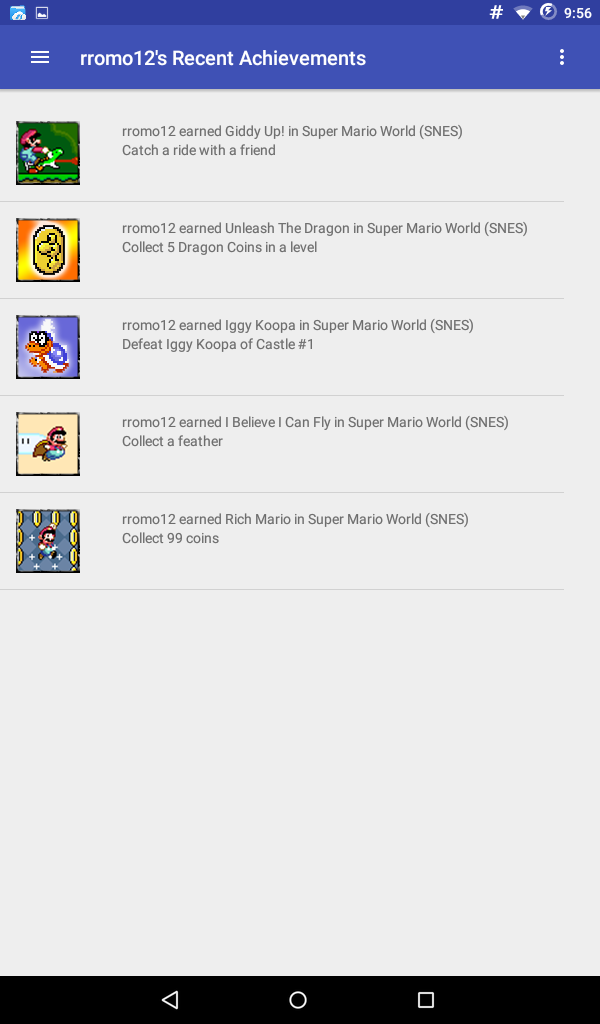 9:56
rromo12's Recent Achievements
rromo12 earned Giddy Up! in Super Mario World (SNES)
Catch a ride with a friend
rromo12 earned Unleash The Dragon in Super Mario World (SNES)
Collect 5 Dragon Coins in a level
rromo12 earned Iggy Koopa in Super Mario World (SNES)
Defeat Iggy Koopa of Castle #1
rromo12 earned I Believe I Can Fly in Super Mario World (SNES)
Collect a feather
rromo12 earned Rich Mario in Super Mario World (SNES)
Collect 99 coins